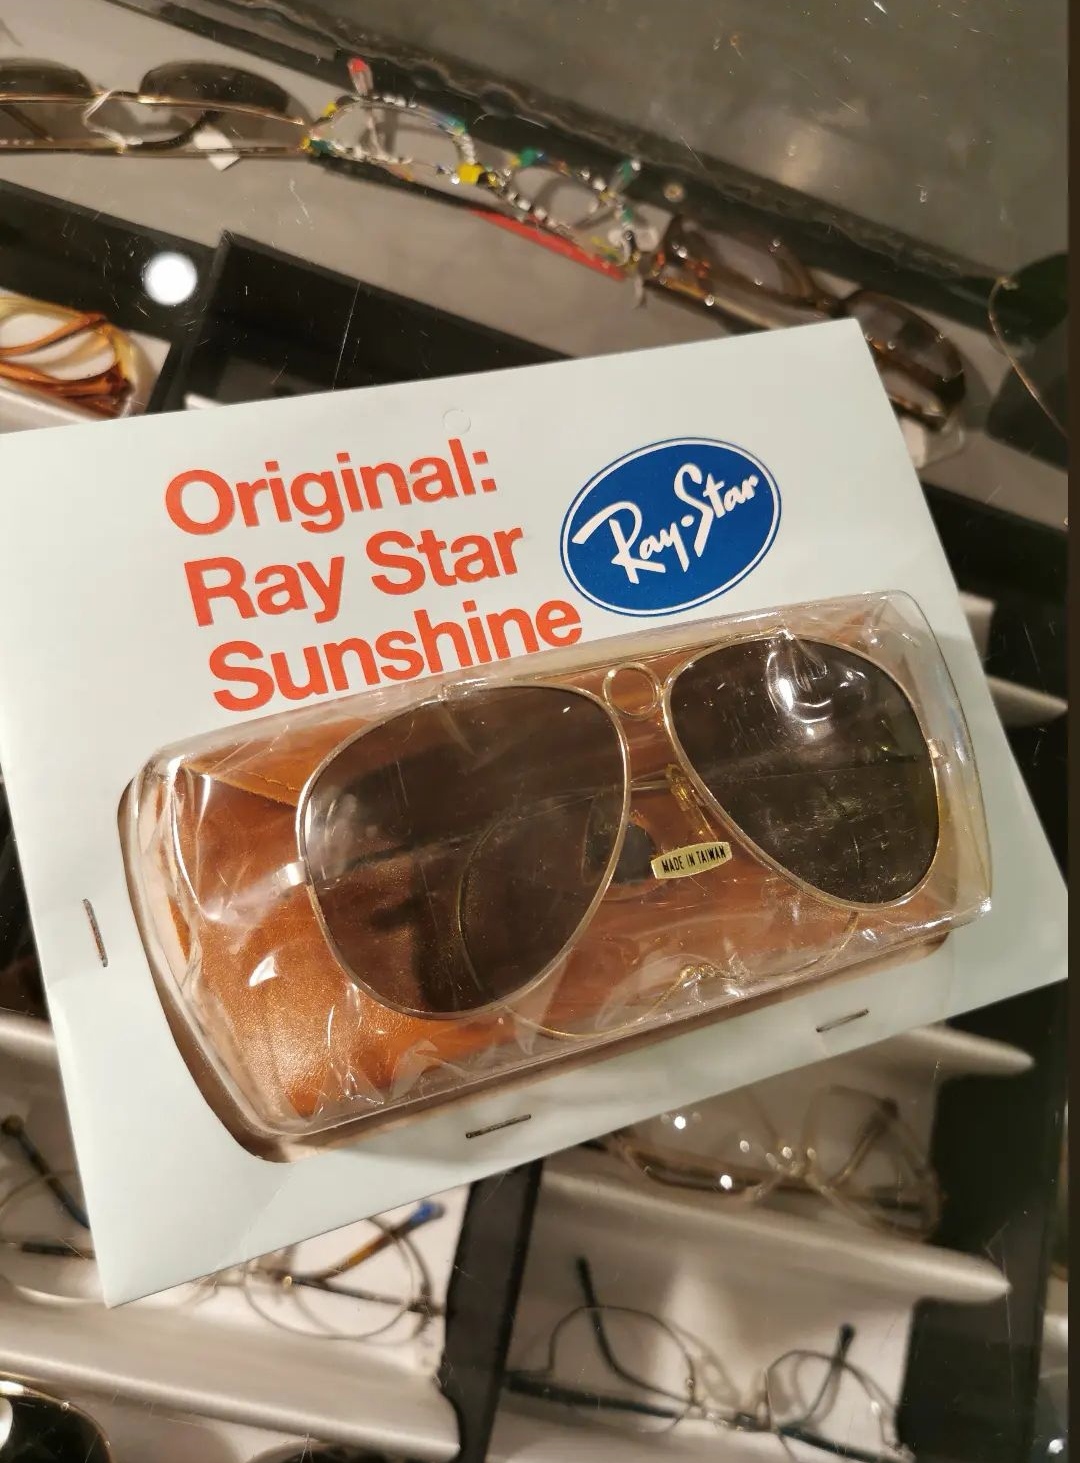 Original:
Ray Star
Sunshine
Ray-Star
MADE IN TAIWAN